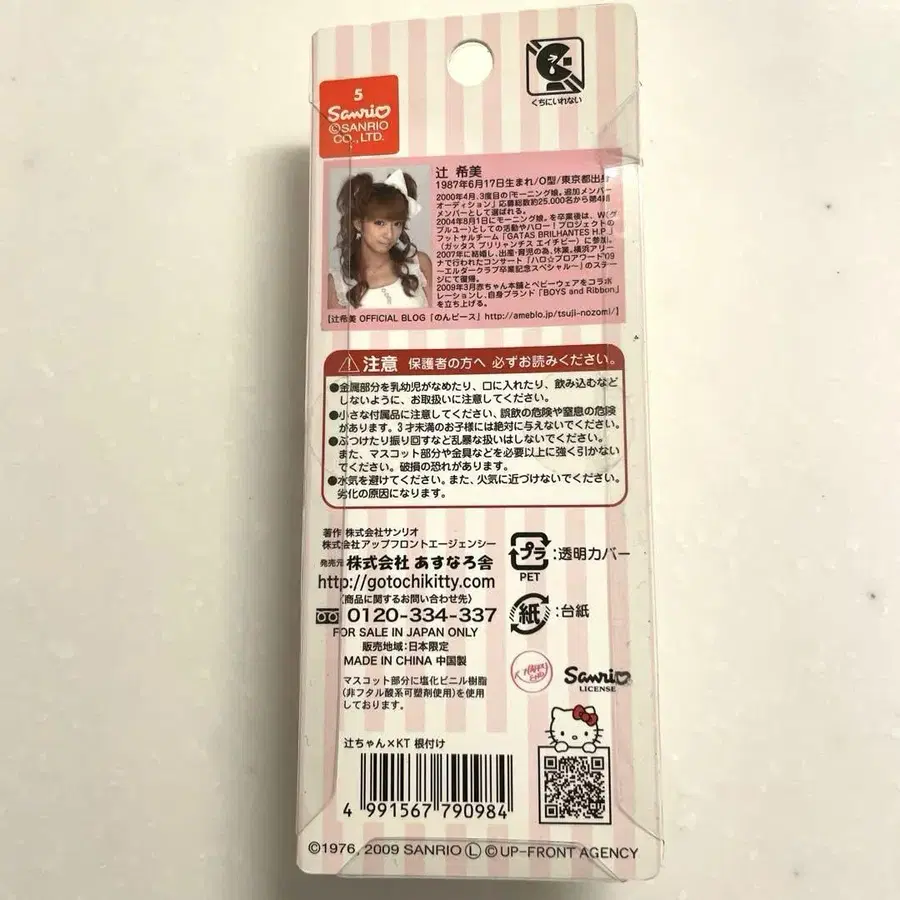 くちにいれない
5
Sanrio
©SANRIO
CO., LTD.
辻 希美
1987年6月17日生まれ/O型/東京都出身
2000年4月、3度目の「モーニング娘。追加メンバー
オーディション」応募総数約25,000名から第4期
メンバーとして選ばれる。
2004年8月1日にモーニング娘。を卒業後は、W(ダ
ブルユー)としての活動やハロー!プロジェクトの
フットサルチーム「GATAS BRILHANTES H.P.」
(ガッタス ブリリャンチス エイチピー)に参加。
2007年に結婚し、出産・育児の為、休業。横浜アリー
ナで行われたコンサート「ハロ☆プロアワード'09
～エルダークラブ卒業記念スペシャル～」のステー
ジにて復帰。
2009年3月赤ちゃん本舗とベビーウェアをコラボ
レーションし、自身ブランド「BOYS and Ribbon」
を立ち上げる。
【辻希美 OFFICIAL BLOG「のんピース」http://ameblo.jp/tsuji-nozomi/】
注意 保護者の方へ 必ずお読みください。
●金属部分を乳幼児がなめたり、口に入れたり、飲み込むなど
しないように、お取扱いに注意してください。
●小さな付属品に注意してください、誤飲の危険や窒息の危険
があります。3才未満のお子様には絶対に与えないでください。
●ぶつけたり振り回すなど乱暴な扱いはしないでください。
また、マスコット部分や金具などを必要以上に強く引かない
でください。破損の恐れがあります。
●水気を避けてください。また、火気に近づけないでください。
劣化の原因になります。
著作 株式会社サンリオ
株式会社アップフロントエージェンシー
発売元 株式会社 あすなろ舎
http://gotochikitty.com
(商品に関するお問い合わせ先)
0120-334-337
FOR SALE IN JAPAN ONLY
販売地域:日本限定
MADE IN CHINA 中国製
マスコット部分に塩化ビニル樹脂
(非フタル酸系可塑剤使用)を使用
しております。
プラ :透明カバー
PET
紙 :台紙
Sanrio
LICENSE
辻ちゃん×KT 根付け
4 991567 790984
©1976, 2009 SANRIO Ⓛ © UP-FRONT AGENCY